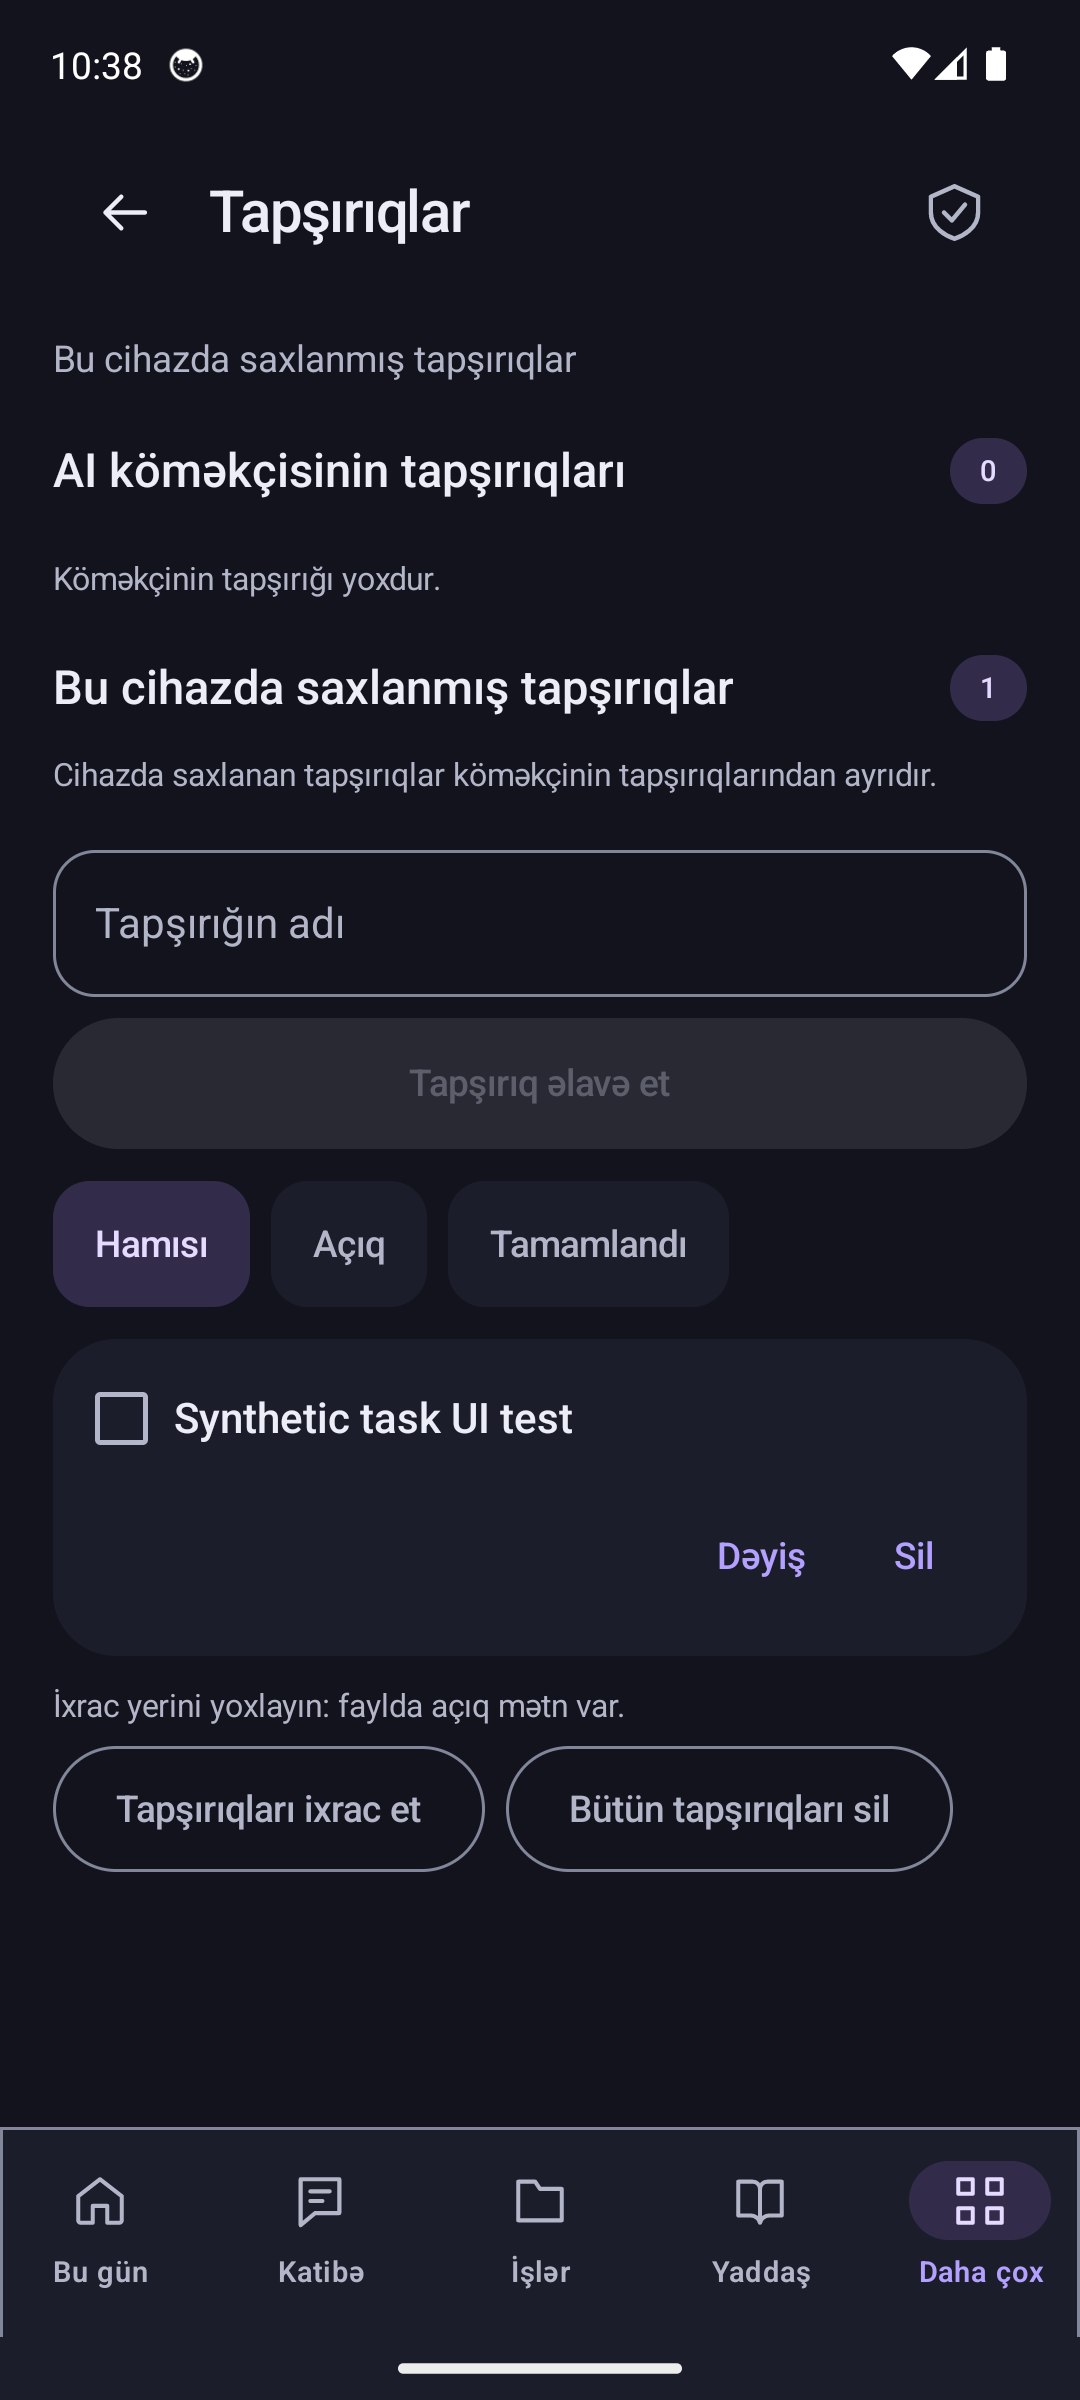 10:38
Tapşırıqlar
Bu cihazda saxlanmış tapşırıqlar
AI köməkçisinin tapşırıqları
0
Köməkçinin tapşırığı yoxdur.
Bu cihazda saxlanmış tapşırıqlar
1
Cihazda saxlanan tapşırıqlar köməkçinin tapşırıqlarından ayrıdır.
Tapşırığın adı
Tapşırıq əlavə et
Hamısı
Açıq
Tamamlandı
Synthetic task UI test
Dəyiş
Sil
İxrac yerini yoxlayın: faylda açıq mətn var.
Tapşırıqları ixrac et
Bütün tapşırıqları sil
Bu gün
Katibə
İşlər
Yaddaş
Daha çox